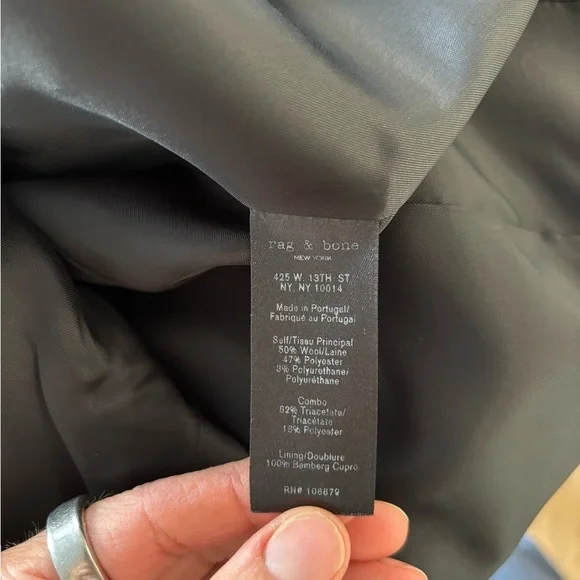 rag & bone
NEW YORK
425 W. 13TH ST
NY, NY 10014
Made in Portugal/
Fabriqué au Portugal
Self/Tissu Principal
50% Wool/Laine
47% Polyester
3% Polyurethane/
Polyuréthane
Combo
82% Triacetate/
Triacétate
18% Polyester
Lining/Doublure
100% Bemberg Cupro
RN# 108879